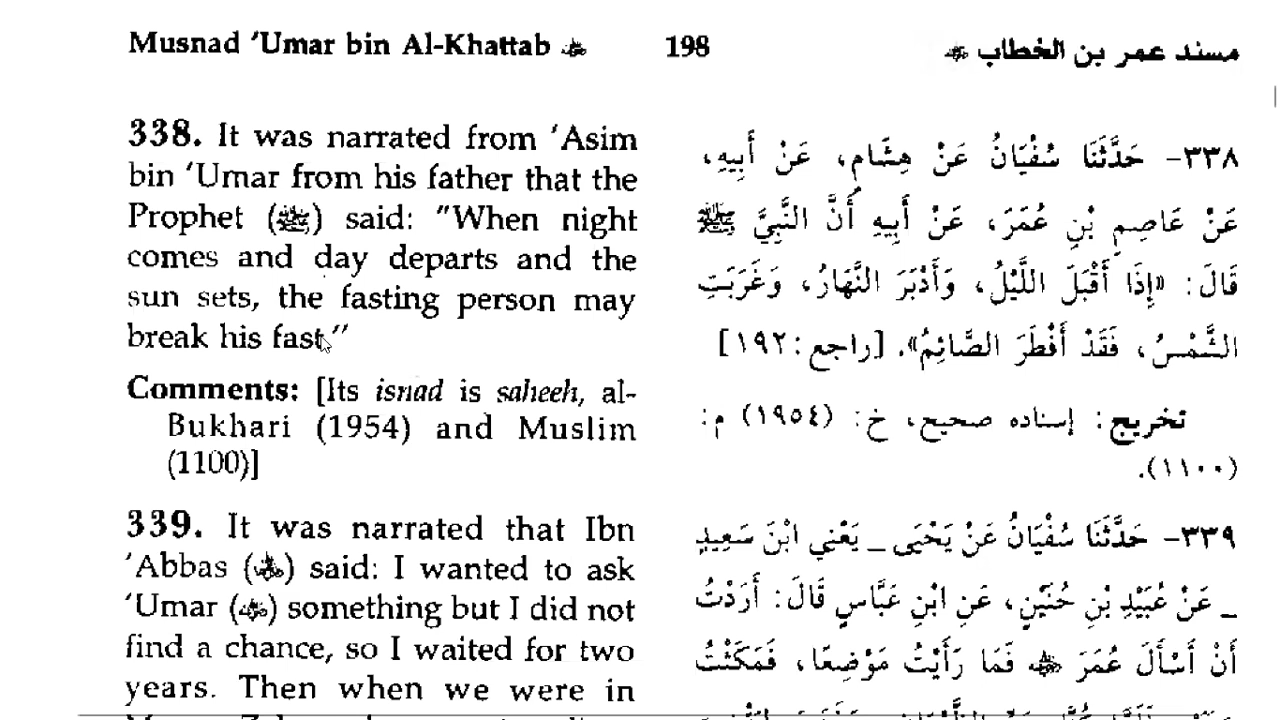 Musnad 'Umar bin Al-Khattab 198 مسند عمر بن الخطاب
338. It was narrated from 'Asim
bin 'Umar from his father that the
Prophet (ﷺ) said: "When night
comes and day departs and the
sun sets, the fasting person may
break his fast."
Comments: [Its isnad is saheeh, al-
Bukhari (1954) and Muslim
(1100)]
339. It was narrated that Ibn
'Abbas () said: I wanted to ask
'Umar () something but I did not
find a chance, so I waited for two
years. Then when we were in
٣٣٨- حَدَّثَنَا سُفْيَانُ عَنْ هِشَامٍ، عَنْ أَبِيهِ،
عَنْ عَاصِمِ بْنِ عُمَرَ، عَنْ أَبِيهِ أَنَّ النَّبِيَّ ﷺ
قَالَ: «إِذَا أَقْبَلَ اللَّيْلُ، وَأَدْبَرَ النَّهَارُ، وَغَرَبَتِ
الشَّمْسُ، فَقَدْ أَفْطَرَ الصَّائِمُ». [راجع: ١٩٢]
تخريج: إسناده صحيح، خ: (١٩٥٤) م:
(١١٠٠).
٣٣٩- حَدَّثَنَا سُفْيَانُ عَنْ يَحْيَى _ يَعْنِي ابْنَ سَعِيدٍ
_ عَنْ عُبَيْدِ بْنِ حُنَيْنٍ، عَنِ ابْنِ عَبَّاسٍ قَالَ: أَرَدْتُ
أَنْ أَسْأَلَ عُمَرَ فَمَا رَأَيْتُ مَوْضِعًا، فَمَكَثْتُ